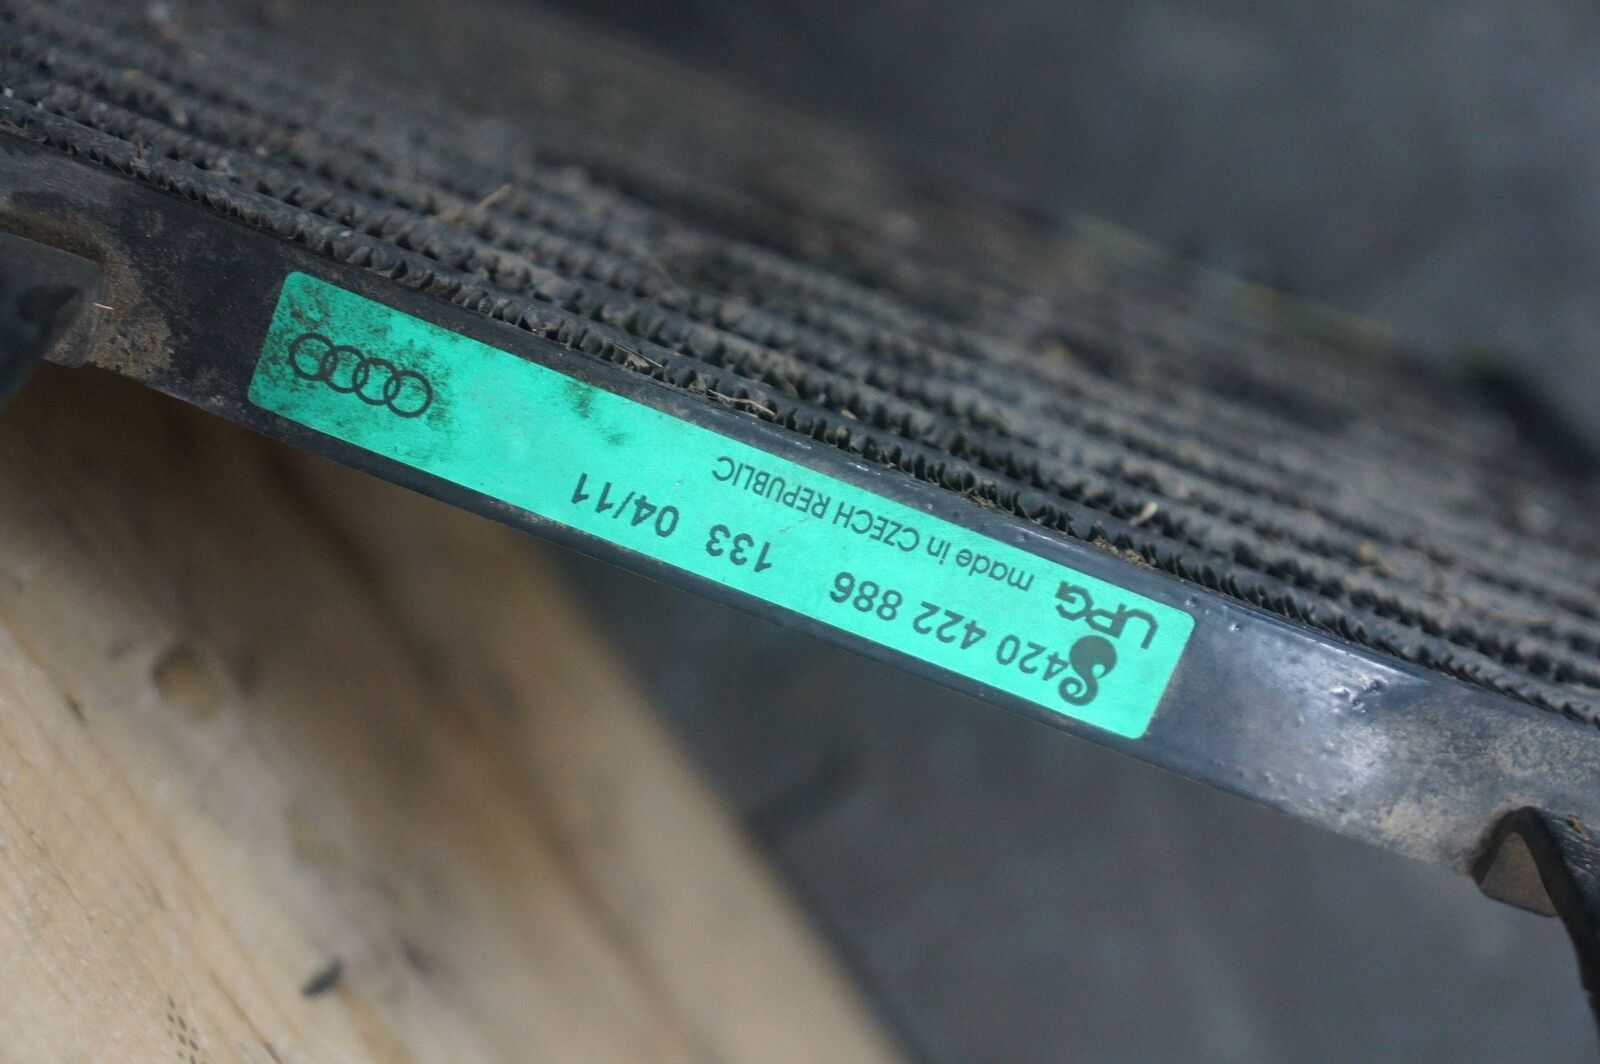 UPG made in CZECH REPUBLIC
420 422 886 133 04/11